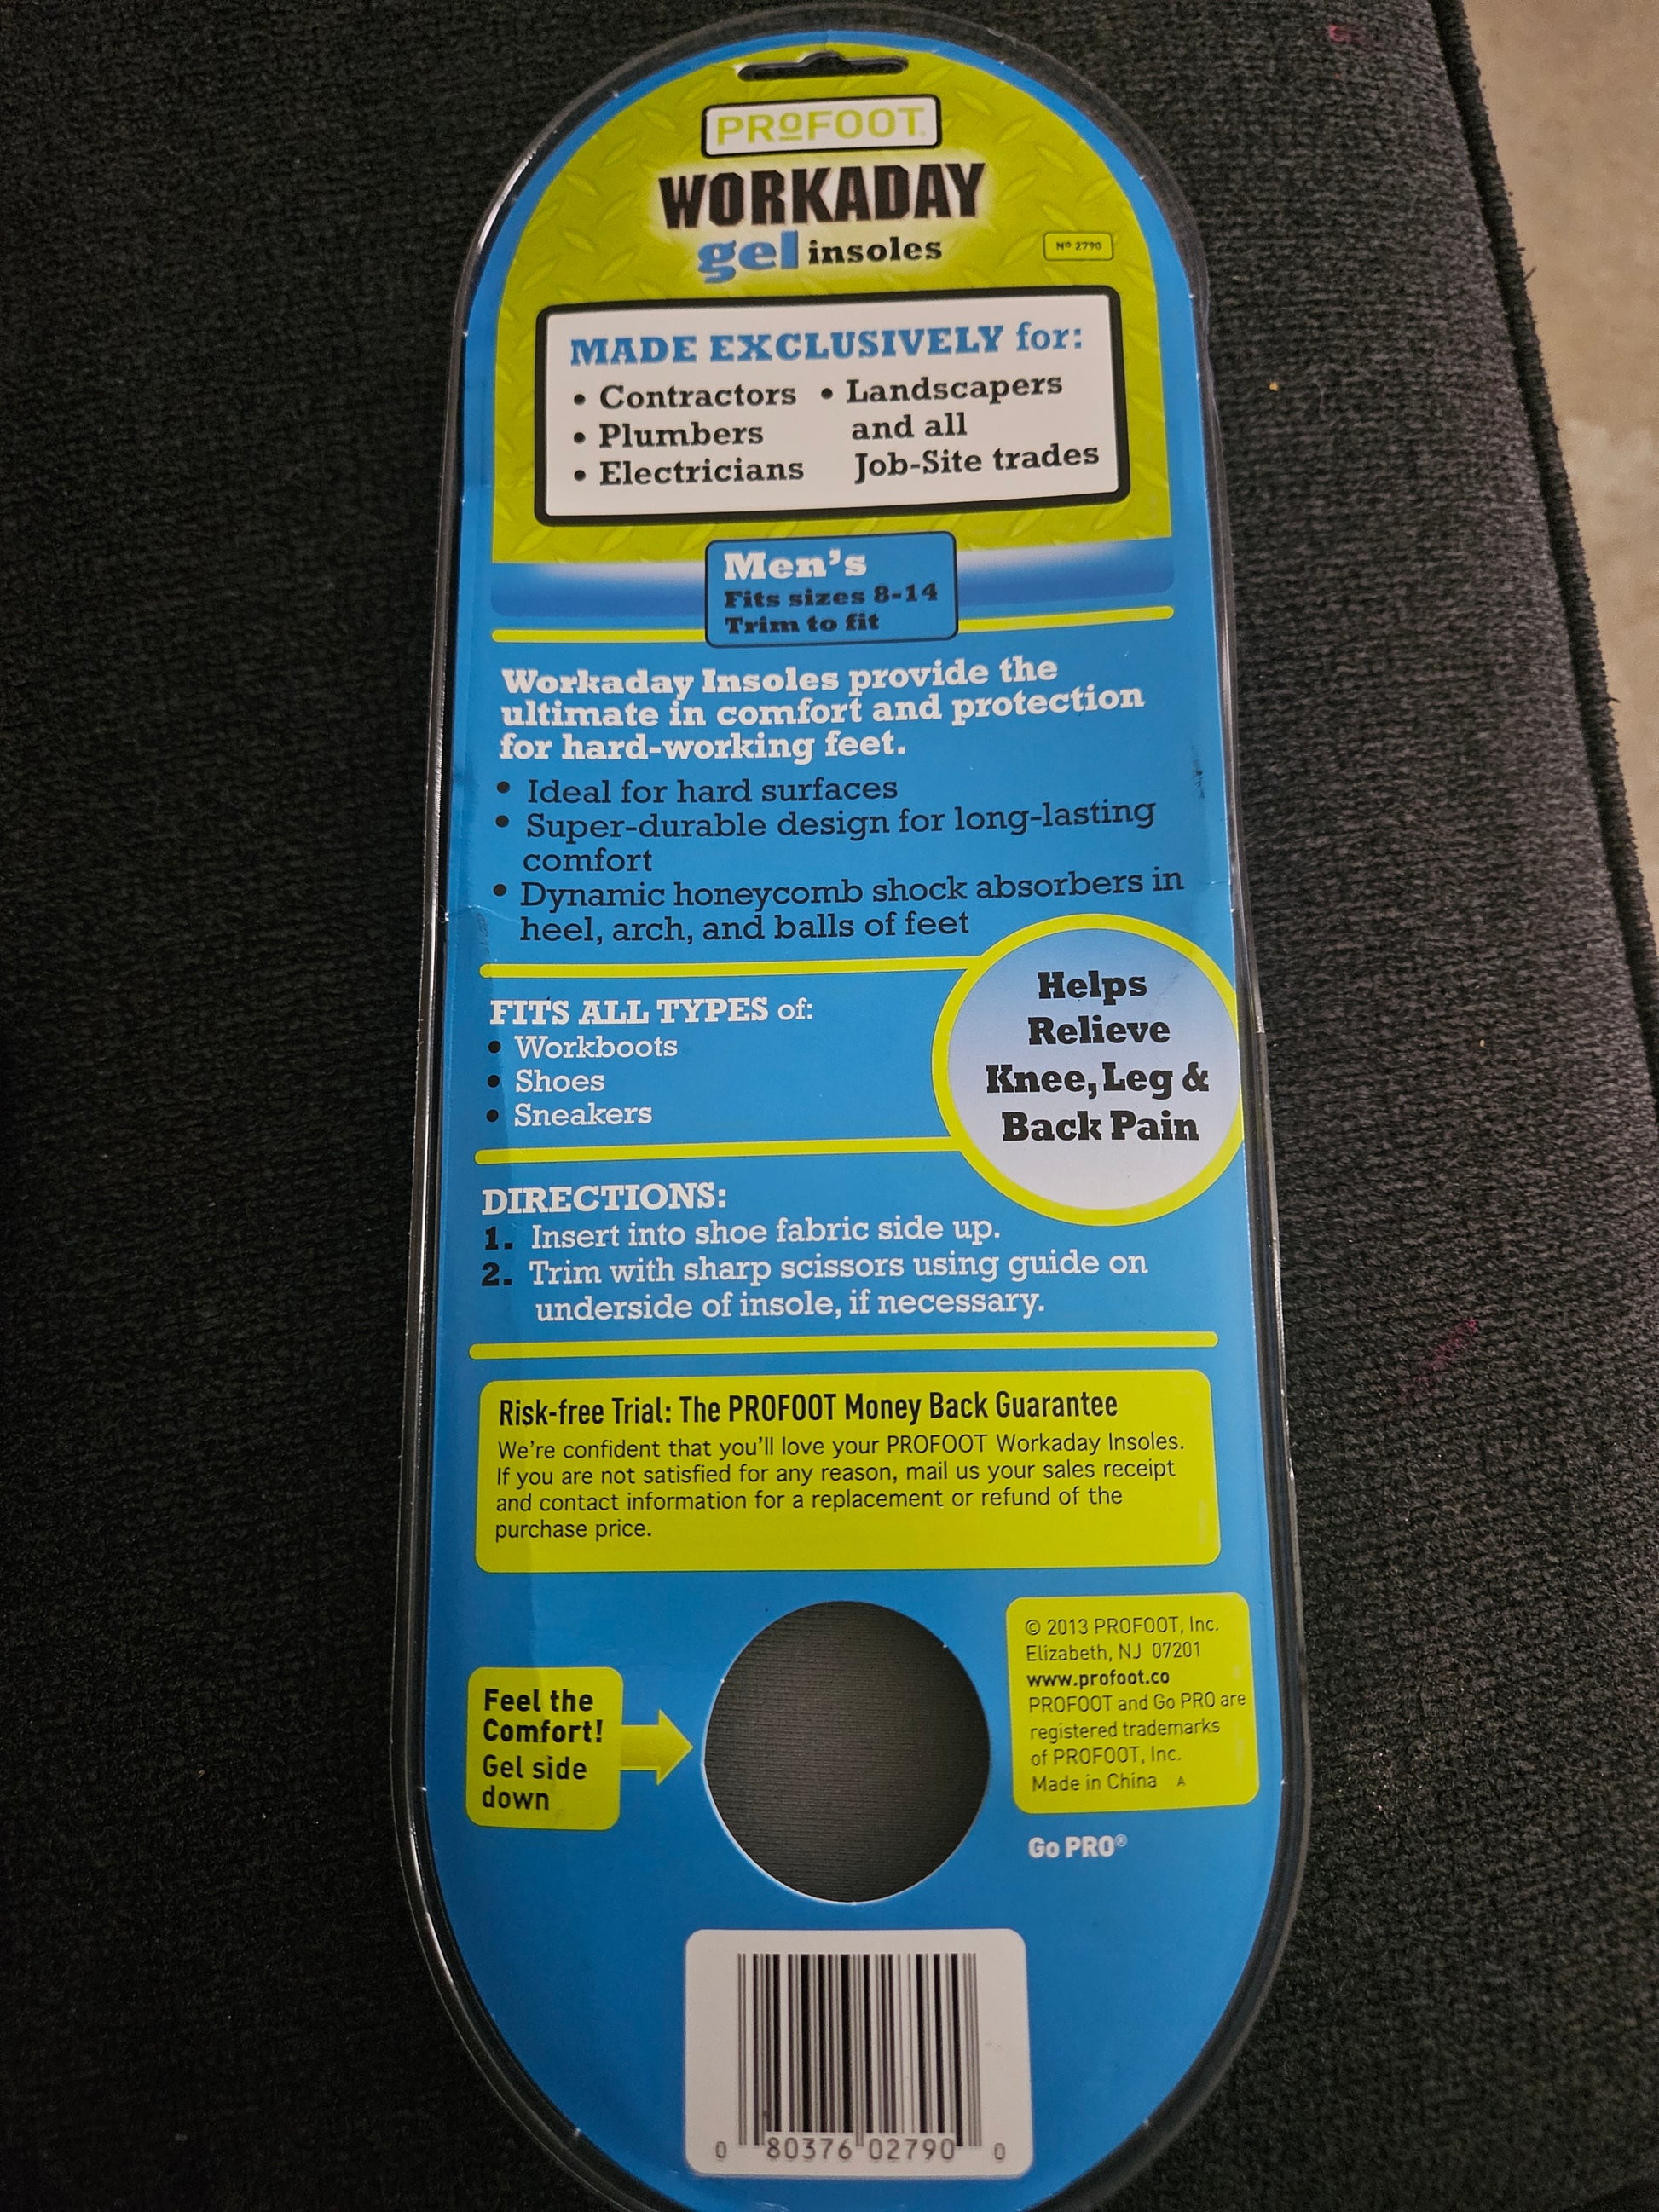 PROFOOT.
WORKADAY
gel insoles
Nº 2790
MADE EXCLUSIVELY for:
• Contractors
• Plumbers
• Electricians
• Landscapers
and all
Job-Site trades
Men's
Fits sizes 8-14
Trim to fit
Workaday Insoles provide the
ultimate in comfort and protection
for hard-working feet.
• Ideal for hard surfaces
• Super-durable design for long-lasting
comfort
• Dynamic honeycomb shock absorbers in
heel, arch, and balls of feet
Helps
Relieve
Knee, Leg &
Back Pain
FITS ALL TYPES of:
• Workboots
• Shoes
• Sneakers
DIRECTIONS:
1. Insert into shoe fabric side up.
2. Trim with sharp scissors using guide on
underside of insole, if necessary.
Risk-free Trial: The PROFOOT Money Back Guarantee
We're confident that you'll love your PROFOOT Workaday Insoles.
If you are not satisfied for any reason, mail us your sales receipt
and contact information for a replacement or refund of the
purchase price.
Feel the
Comfort!
Gel side
down
© 2013 PROFOOT, Inc.
Elizabeth, NJ 07201
www.profoot.co
PROFOOT and Go PRO are
registered trademarks
of PROFOOT, Inc.
Made in China A
Go PRO®
0 80376 02790 0